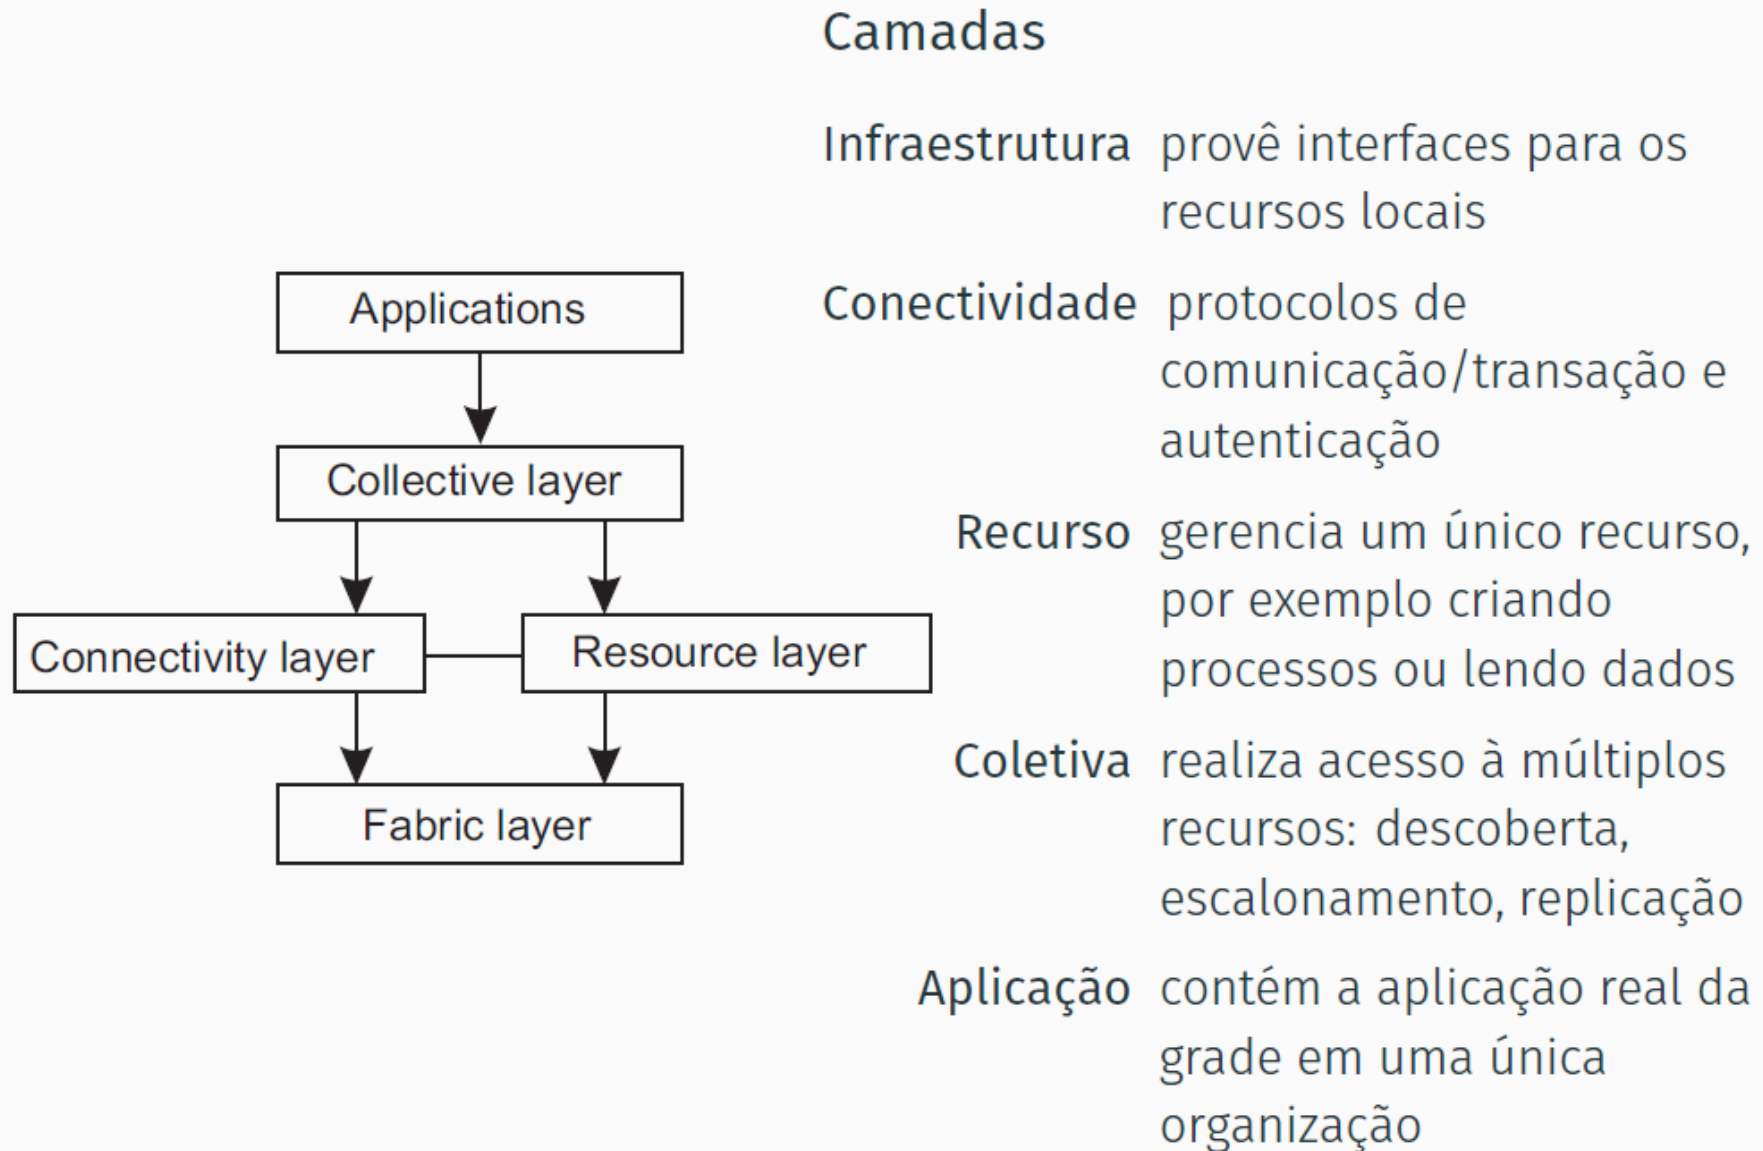 Camadas
Infraestrutura provê interfaces para os
recursos locais
Conectividade protocolos de
comunicação/transação e
autenticação
Recurso gerencia um único recurso,
por exemplo criando
processos ou lendo dados
Coletiva realiza acesso à múltiplos
recursos: descoberta,
escalonamento, replicação
Aplicação contém a aplicação real da
grade em uma única
organização
Applications
Collective layer
Connectivity layer
Resource layer
Fabric layer